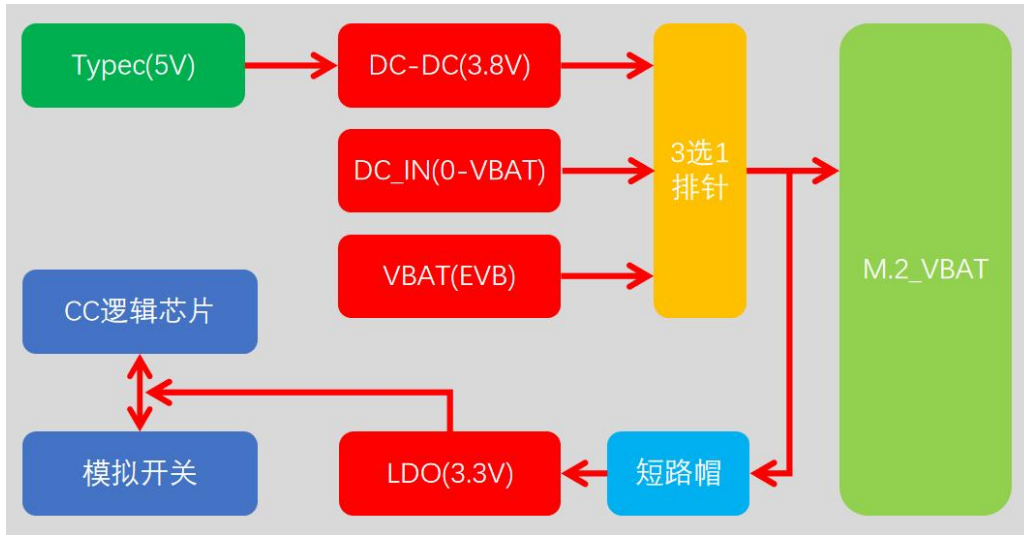 Typec(5V)
DC-DC(3.8V)
DC_IN(0-VBAT)
3选1
排针
VBAT(EVB)
M.2_VBAT
CC逻辑芯片
模拟开关
LDO(3.3V)
短路帽